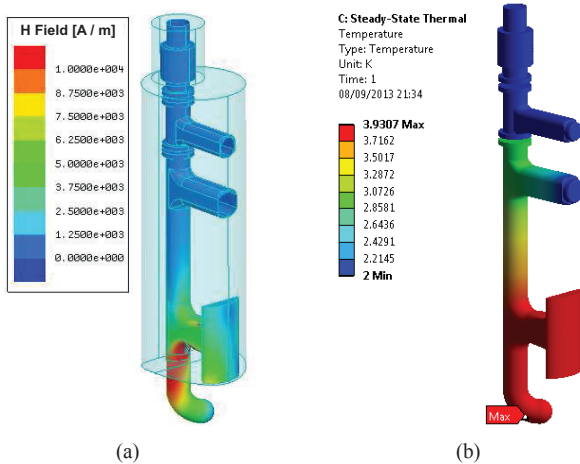 H Field [A / m]
1.0000e+004
8.7500e+003
7.5000e+003
6.2500e+003
5.0000e+003
3.7500e+003
2.5000e+003
1.2500e+003
0.0000e+000
(a)
C: Steady-State Thermal
Temperature
Type: Temperature
Unit: K
Time: 1
08/09/2013 21:34
3.9307 Max
3.7162
3.5017
3.2872
3.0726
2.8581
2.6436
2.4291
2.2145
2 Min
Max
(b)